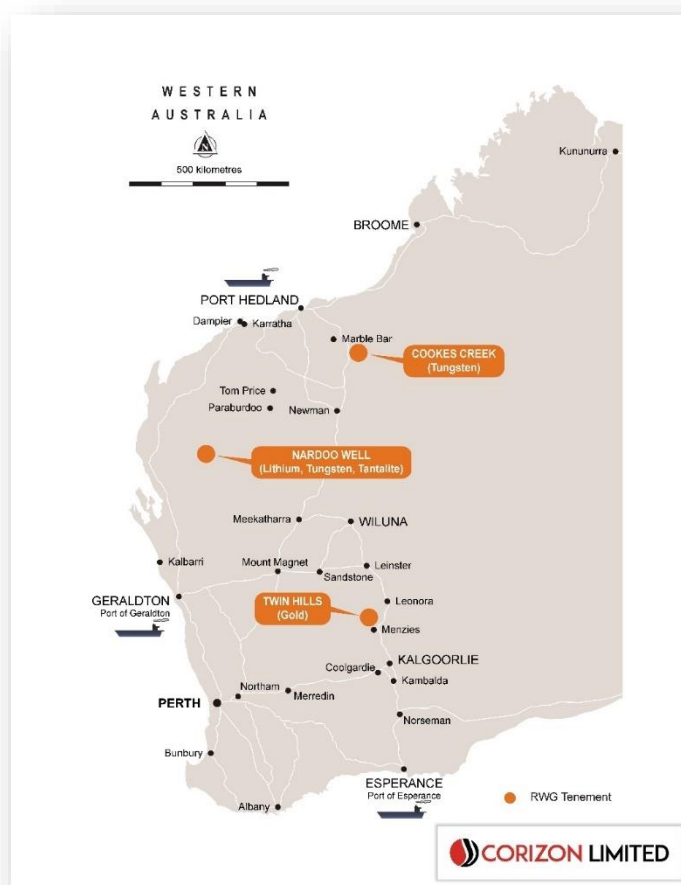 WESTERN
AUSTRALIA
N
500 kilometres
Kununurra
BROOME
PORT HEDLAND
Dampier
Karratha
Marble Bar
COOKES CREEK
(Tungsten)
Tom Price
Paraburdoo
Newman
NARDOO WELL
(Lithium, Tungsten, Tantalite)
Meekatharra
WILUNA
Kalbarri
Mount Magnet
Sandstone
Leinster
GERALDTON
Port of Geraldton
TWIN HILLS
(Gold)
Leonora
Menzies
KALGOORLIE
Coolgardie
Kambalda
Northam
Merredin
PERTH
Norseman
Bunbury
ESPERANCE
Port of Esperance
Albany
RWG Tenement
CORIZON LIMITED